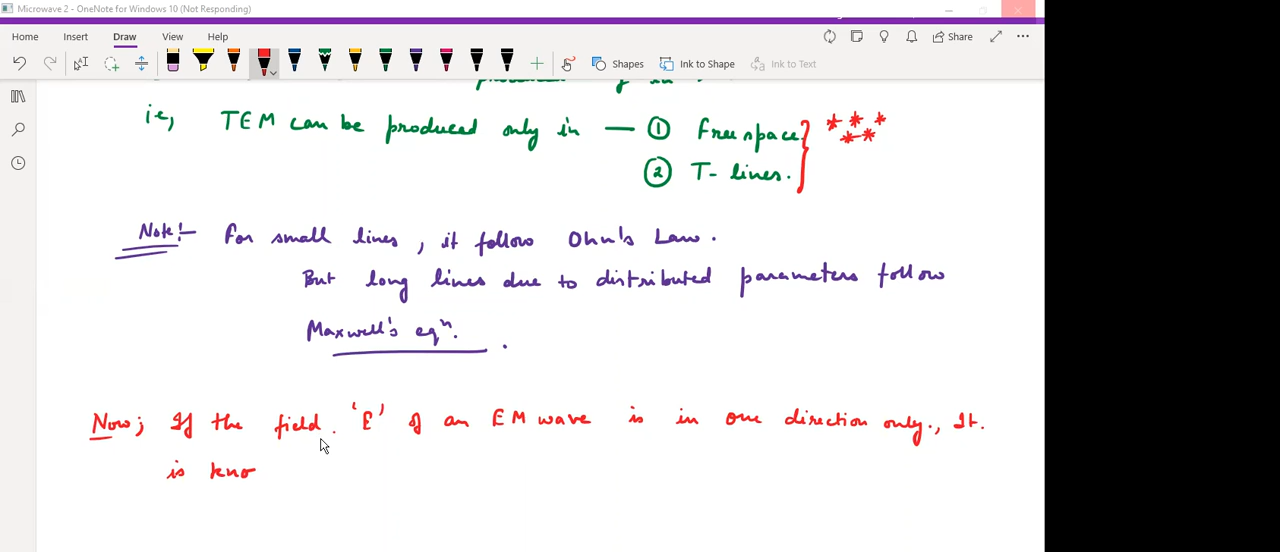 Microwave 2 - OneNote for Windows 10 (Not Responding)
Home Insert Draw View Help
Share
Shapes Ink to Shape Ink to Text
ie, TEM can be produced only in — ① Free space
② T- lines.
Note!- For small lines, it follow Ohm's Law.
But long lines due to distributed parameters follow
Maxwell's eqⁿ.
Now; If the field. 'E' of an EM wave is in one direction only., It.
is kno